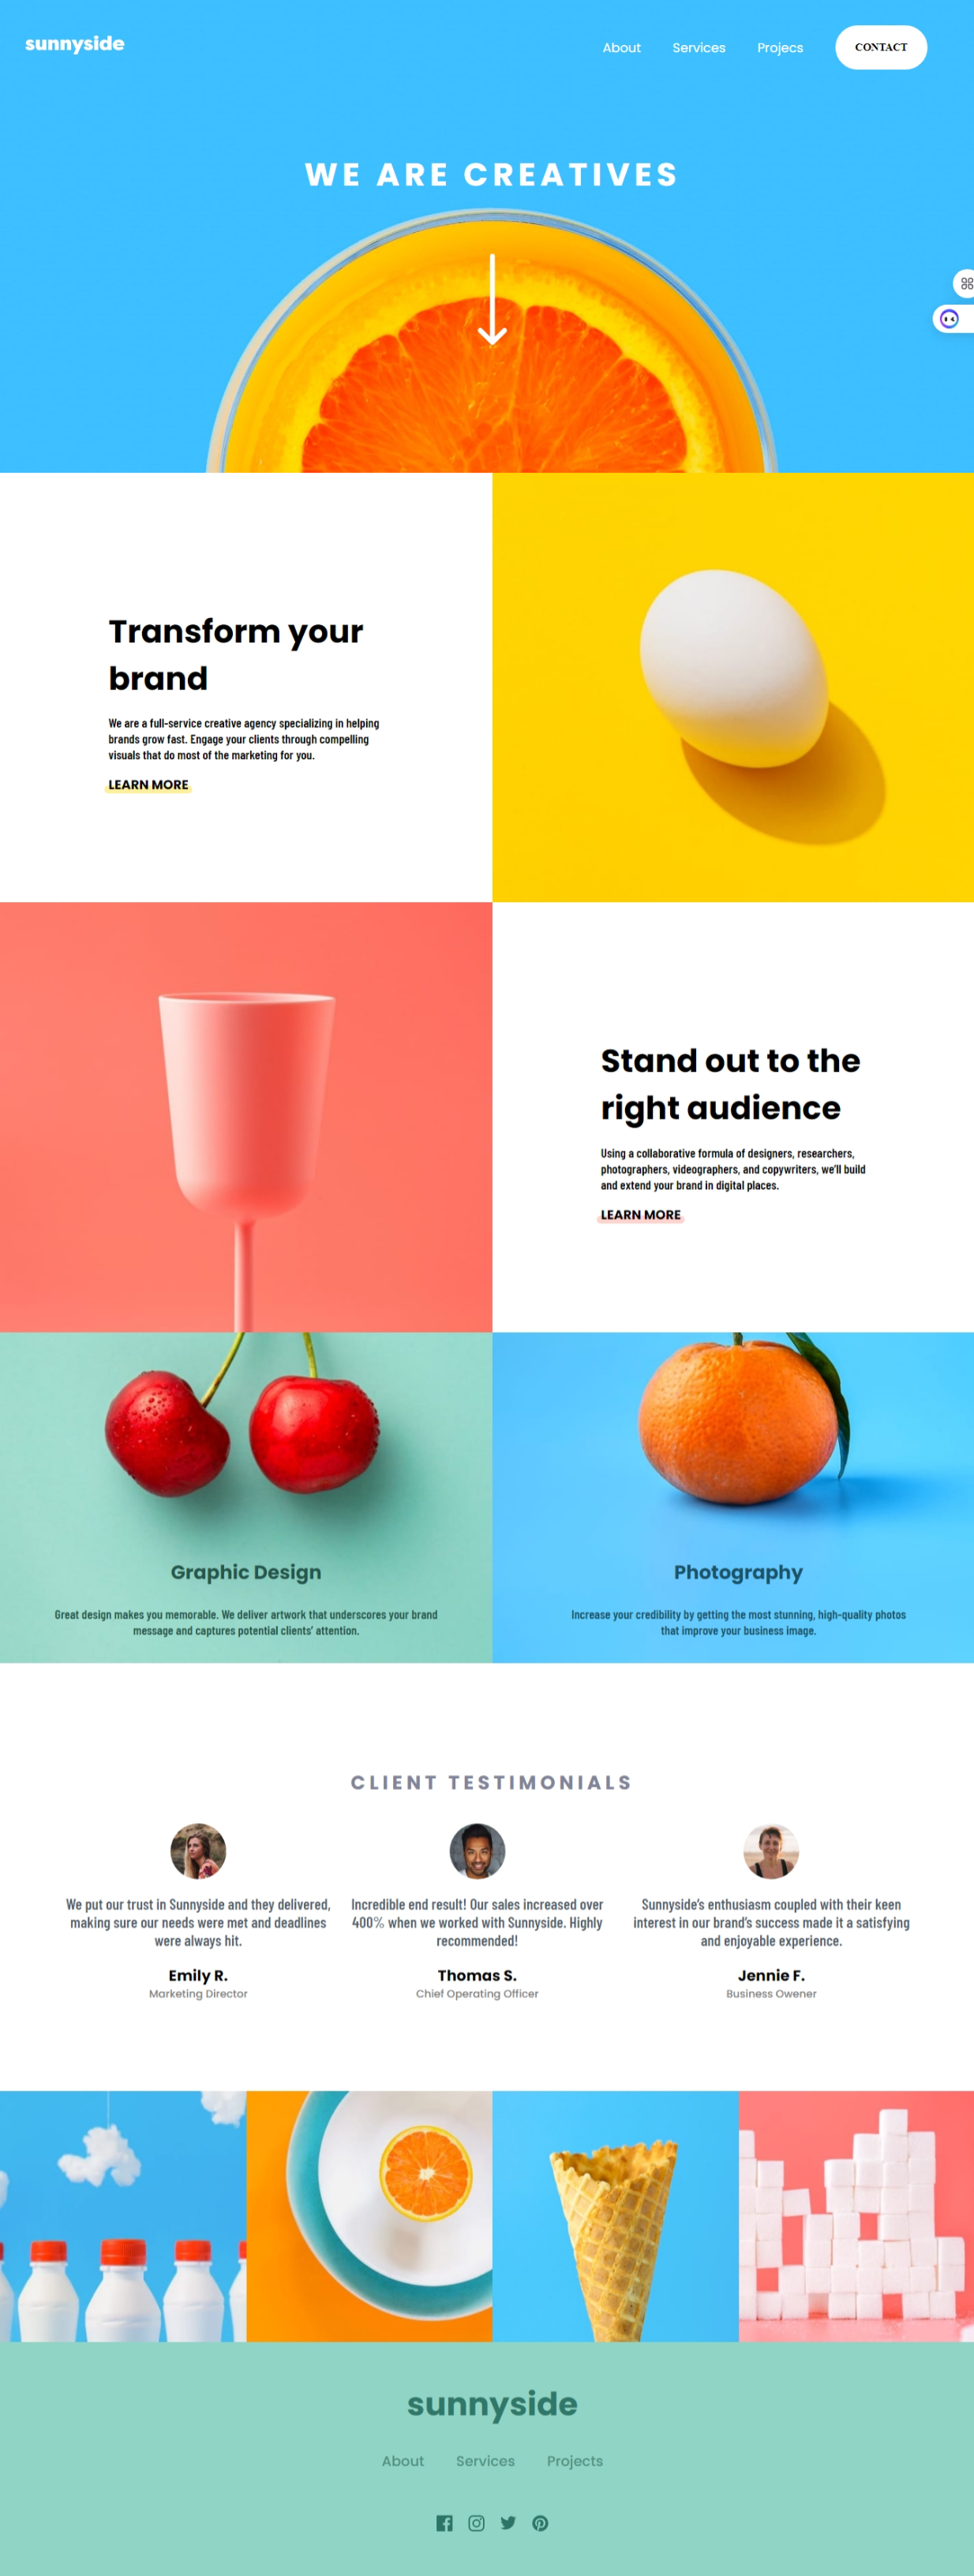 sunnyside
About Services Projecs CONTACT
WE ARE CREATIVES
Transform your
brand
We are a full-service creative agency specializing in helping
brands grow fast. Engage your clients through compelling
visuals that do most of the marketing for you.
LEARN MORE
Stand out to the
right audience
Using a collaborative formula of designers, researchers,
photographers, videographers, and copywriters, we'll build
and extend your brand in digital places.
LEARN MORE
Graphic Design
Great design makes you memorable. We deliver artwork that underscores your brand
message and captures potential clients' attention.
Photography
Increase your credibility by getting the most stunning, high-quality photos
that improve your business image.
CLIENT TESTIMONIALS
We put our trust in Sunnyside and they delivered,
making sure our needs were met and deadlines
were always hit.
Emily R.
Marketing Director
Incredible end result! Our sales increased over
400% when we worked with Sunnyside. Highly
recommended!
Thomas S.
Chief Operating Officer
Sunnyside's enthusiasm coupled with their keen
interest in our brand's success made it a satisfying
and enjoyable experience.
Jennie F.
Business Owener
sunnyside
About Services Projects